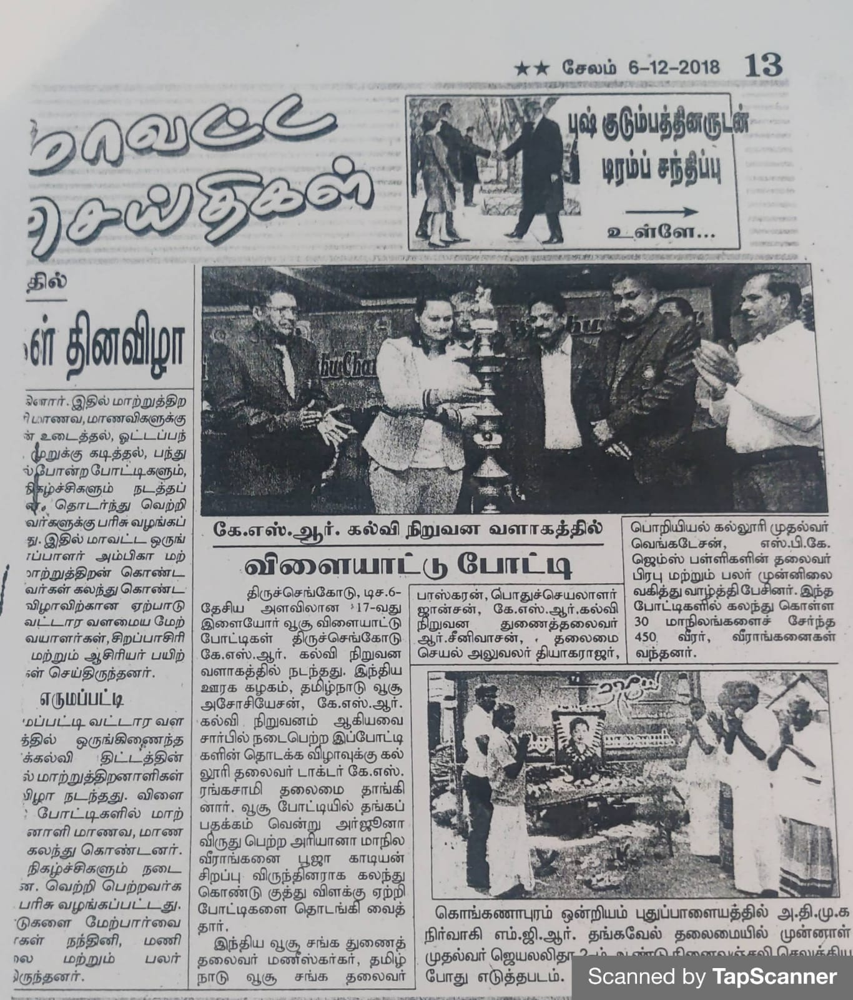 ★★ சேலம் 6-12-2018 13
மாவட்ட
செய்திகள்
புஷ் குடும்பத்தினருடன்
டிரம்ப் சந்திப்பு
உள்ளே...
தில்
ள் தினவிழா
னார். இதில் மாற்றுத்திற
மாணவ, மாணவிகளுக்கு
உடைத்தல், ஓட்டப்பந்
முறுக்கு கடித்தல், பந்து
ல் போன்ற போட்டிகளும்,
நிகழ்ச்சிகளும் நடத்தப்
தொடர்ந்து வெற்றி
வர்களுக்கு பரிசு வழங்கப்
து. இதில் மாவட்ட ஒருங்
ப்பாளர் அம்பிகா மற்
மாற்றுத்திறன் கொண்ட
வர்கள் கலந்து கொண்ட
விழாவிற்கான ஏற்பாடு
வட்டார வளமைய மேற்
வயாளர்கள், சிறப்பாசிரி
மற்றும் ஆசிரியர் பயிற்
கள் செய்திருந்தனர்.
எருமப்பட்டி
மப்பட்டி வட்டார வள
த்தில் ஒருங்கிணைந்த
க்கல்வி திட்டத்தின்
ல் மாற்றுத்திறனாளிகள்
விழா நடந்தது. விளை
போட்டிகளில் மாற்
னாளி மாணவ, மாண
கலந்து கொண்டனர்.
நிகழ்ச்சிகளும் நடை
ன. வெற்றி பெற்றவர்க
பரிசு வழங்கப்பட்டது.
டுகளை மேற்பார்வை
கள் நந்தினி, மணி
லை மற்றும் பலர்
ருந்தனர்.
கே.எஸ்.ஆர். கல்வி நிறுவன வளாகத்தில்
விளையாட்டு போட்டி
திருச்செங்கோடு, டிச.6-
தேசிய அளவிலான 17-வது
இளையோர் வூசூ விளையாட்டு
போட்டிகள் திருச்செங்கோடு
கே.எஸ்.ஆர். கல்வி நிறுவன
வளாகத்தில் நடந்தது. இந்திய
ஊரக கழகம், தமிழ்நாடு வூசூ
அசோசியேசன், கே.எஸ்.ஆர்.
கல்வி நிறுவனம் ஆகியவை
சார்பில் நடைபெற்ற இப்போட்டி
களின் தொடக்க விழாவுக்கு கல்
லூரி தலைவர் டாக்டர் கே.எஸ்.
ரங்கசாமி தலைமை தாங்கி
னார். வூசூ போட்டியில் தங்கப்
பதக்கம் வென்று அர்ஜூனா
விருது பெற்ற அரியானா மாநில
வீராங்கனை பூஜா காடியன்
சிறப்பு விருந்தினராக கலந்து
கொண்டு குத்து விளக்கு ஏற்றி
போட்டிகளை தொடங்கி வைத்
தார்.
இந்திய வூசூ சங்க துணைத்
தலைவர் மணீஸ்கர்கர், தமிழ்
நாடு வூசூ சங்க தலைவர்
பாஸ்கரன், பொதுச்செயலாளர்
ஜான்சன், கே.எஸ்.ஆர்.கல்வி
நிறுவன துணைத்தலைவர்
ஆர்.சீனிவாசன், தலைமை
செயல் அலுவலர் தியாகராஜர்,
பொறியியல் கல்லூரி முதல்வர்
வெங்கடேசன், எஸ்.பி.கே.
ஜெம்ஸ் பள்ளிகளின் தலைவர்
பிரபு மற்றும் பலர் முன்னிலை
வகித்து வாழ்த்தி பேசினர். இந்த
போட்டிகளில் கலந்து கொள்ள
30 மாநிலங்களைச் சேர்ந்த
450 வீரர், வீராங்கனைகள்
வந்தனர்.
கொங்கணாபுரம் ஒன்றியம் புதுப்பாளையத்தில் அ.தி.மு.க
நிர்வாகி எம்.ஜி.ஆர். தங்கவேல் தலைமையில் முன்னாள்
முதல்வர் ஜெயலலிதா 2-ம் ஆண்டு நினைவஞ்சலி செலுத்திய
போது எடுத்தபடம்.
Scanned by TapScanner